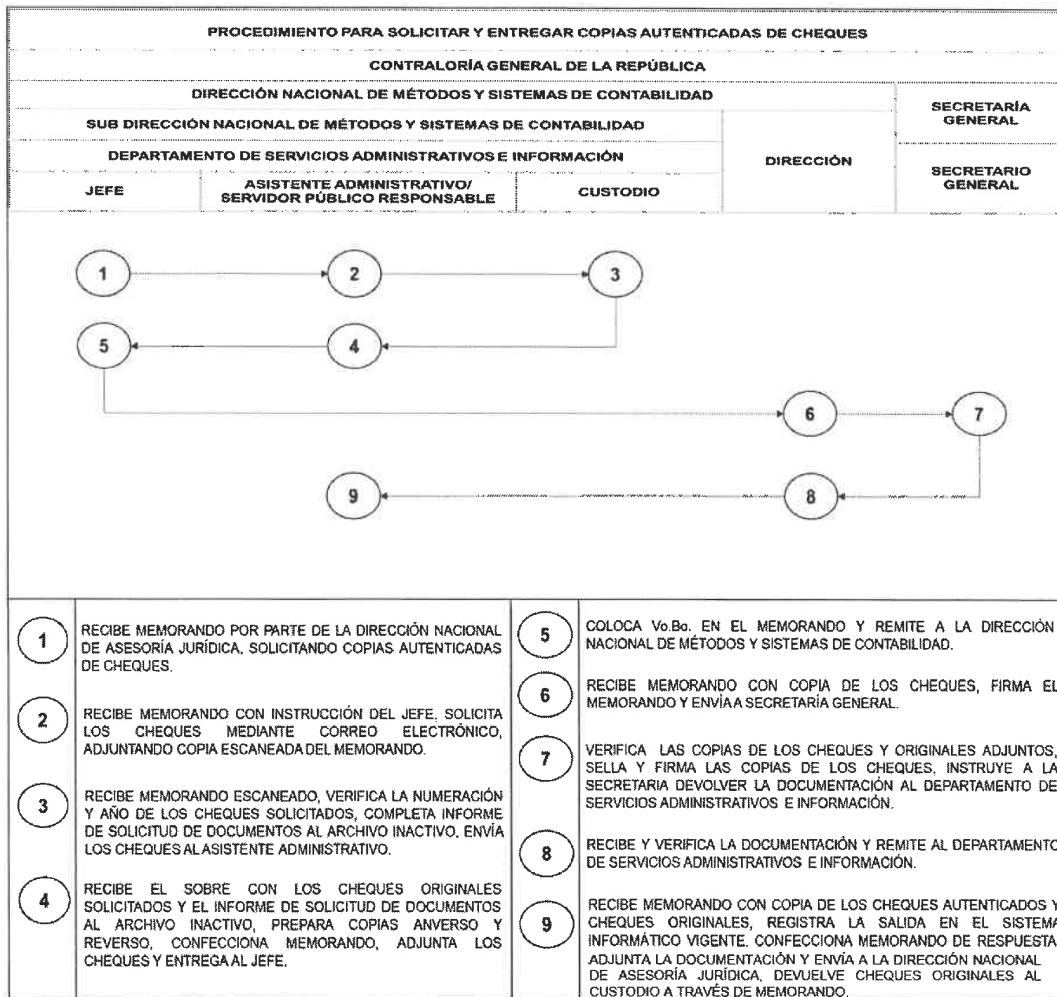 PROCEDIMIENTO PARA SOLICITAR Y ENTREGAR COPIAS AUTENTICADAS DE CHEQUES
CONTRALORÍA GENERAL DE LA REPÚBLICA
DIRECCIÓN NACIONAL DE MÉTODOS Y SISTEMAS DE CONTABILIDAD
SECRETARÍA
GENERAL
SUB DIRECCIÓN NACIONAL DE MÉTODOS Y SISTEMAS DE CONTABILIDAD
DIRECCIÓN
DEPARTAMENTO DE SERVICIOS ADMINISTRATIVOS E INFORMACIÓN
SECRETARIO
GENERAL
JEFE
ASISTENTE ADMINISTRATIVO/
SERVIDOR PÚBLICO RESPONSABLE
CUSTODIO
1
2
3
5
4
6
7
9
8
1
RECIBE MEMORANDO POR PARTE DE LA DIRECCIÓN NACIONAL
DE ASESORÍA JURÍDICA, SOLICITANDO COPIAS AUTENTICADAS
DE CHEQUES.
2
RECIBE MEMORANDO CON INSTRUCCIÓN DEL JEFE, SOLICITA
LOS CHEQUES MEDIANTE CORREO ELECTRÓNICO,
ADJUNTANDO COPIA ESCANEADA DEL MEMORANDO.
3
RECIBE MEMORANDO ESCANEADO, VERIFICA LA NUMERACIÓN
Y AÑO DE LOS CHEQUES SOLICITADOS, COMPLETA INFORME
DE SOLICITUD DE DOCUMENTOS AL ARCHIVO INACTIVO, ENVÍA
LOS CHEQUES AL ASISTENTE ADMINISTRATIVO.
4
RECIBE EL SOBRE CON LOS CHEQUES ORIGINALES
SOLICITADOS Y EL INFORME DE SOLICITUD DE DOCUMENTOS
AL ARCHIVO INACTIVO, PREPARA COPIAS ANVERSO Y
REVERSO, CONFECCIONA MEMORANDO, ADJUNTA LOS
CHEQUES Y ENTREGA AL JEFE.
5
COLOCA Vo.Bo. EN EL MEMORANDO Y REMITE A LA DIRECCIÓN
NACIONAL DE MÉTODOS Y SISTEMAS DE CONTABILIDAD.
6
RECIBE MEMORANDO CON COPIA DE LOS CHEQUES, FIRMA EL
MEMORANDO Y ENVÍA A SECRETARÍA GENERAL.
7
VERIFICA LAS COPIAS DE LOS CHEQUES Y ORIGINALES ADJUNTOS,
SELLA Y FIRMA LAS COPIAS DE LOS CHEQUES, INSTRUYE A LA
SECRETARIA DEVOLVER LA DOCUMENTACIÓN AL DEPARTAMENTO DE
SERVICIOS ADMINISTRATIVOS E INFORMACIÓN.
8
RECIBE Y VERIFICA LA DOCUMENTACIÓN Y REMITE AL DEPARTAMENTO
DE SERVICIOS ADMINISTRATIVOS E INFORMACIÓN.
9
RECIBE MEMORANDO CON COPIA DE LOS CHEQUES AUTENTICADOS Y
CHEQUES ORIGINALES, REGISTRA LA SALIDA EN EL SISTEMA
INFORMÁTICO VIGENTE. CONFECCIONA MEMORANDO DE RESPUESTA
ADJUNTA LA DOCUMENTACIÓN Y ENVÍA A LA DIRECCIÓN NACIONAL
DE ASESORÍA JURÍDICA, DEVUELVE CHEQUES ORIGINALES AL
CUSTODIO A TRAVÉS DE MEMORANDO.